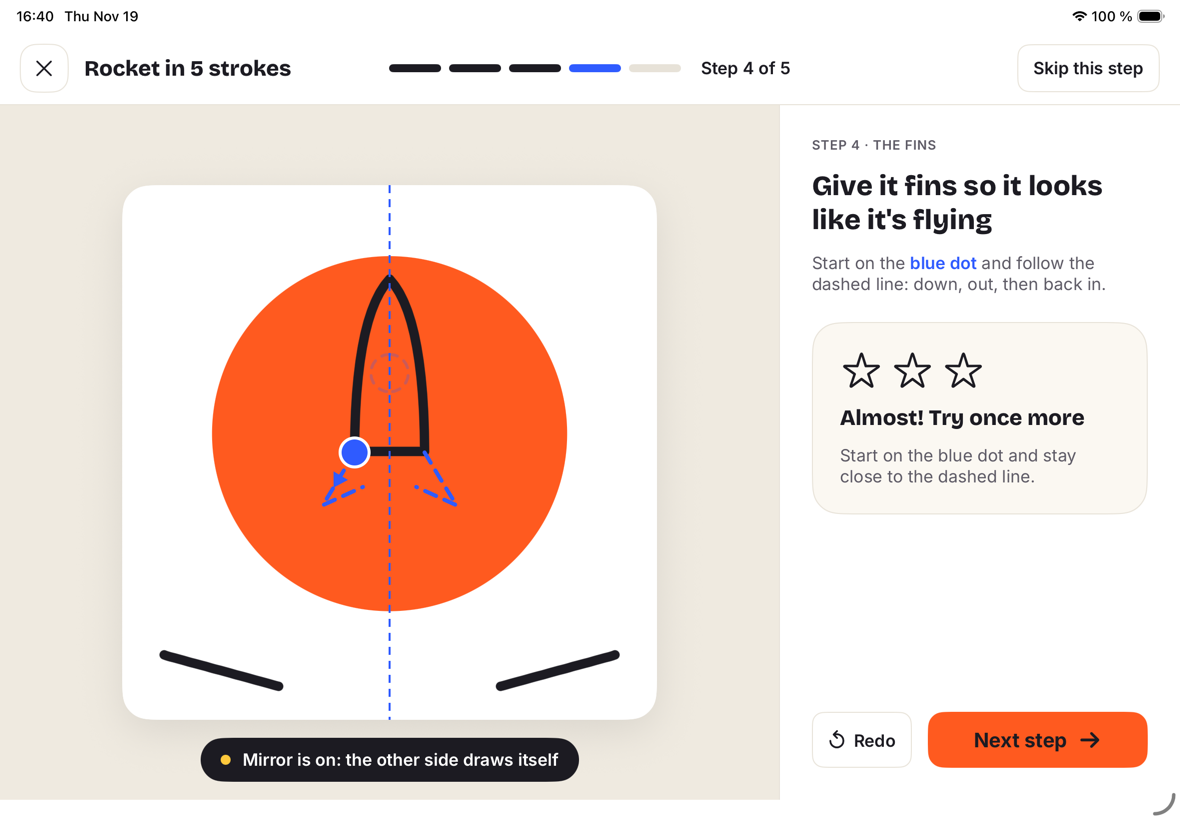 16:40 Thu Nov 19
100 %
Rocket in 5 strokes
Step 4 of 5
Skip this step
STEP 4 · THE FINS
Give it fins so it looks
like it's flying
Start on the blue dot and follow the
dashed line: down, out, then back in.
Almost! Try once more
Start on the blue dot and stay
close to the dashed line.
Redo
Next step
Mirror is on: the other side draws itself